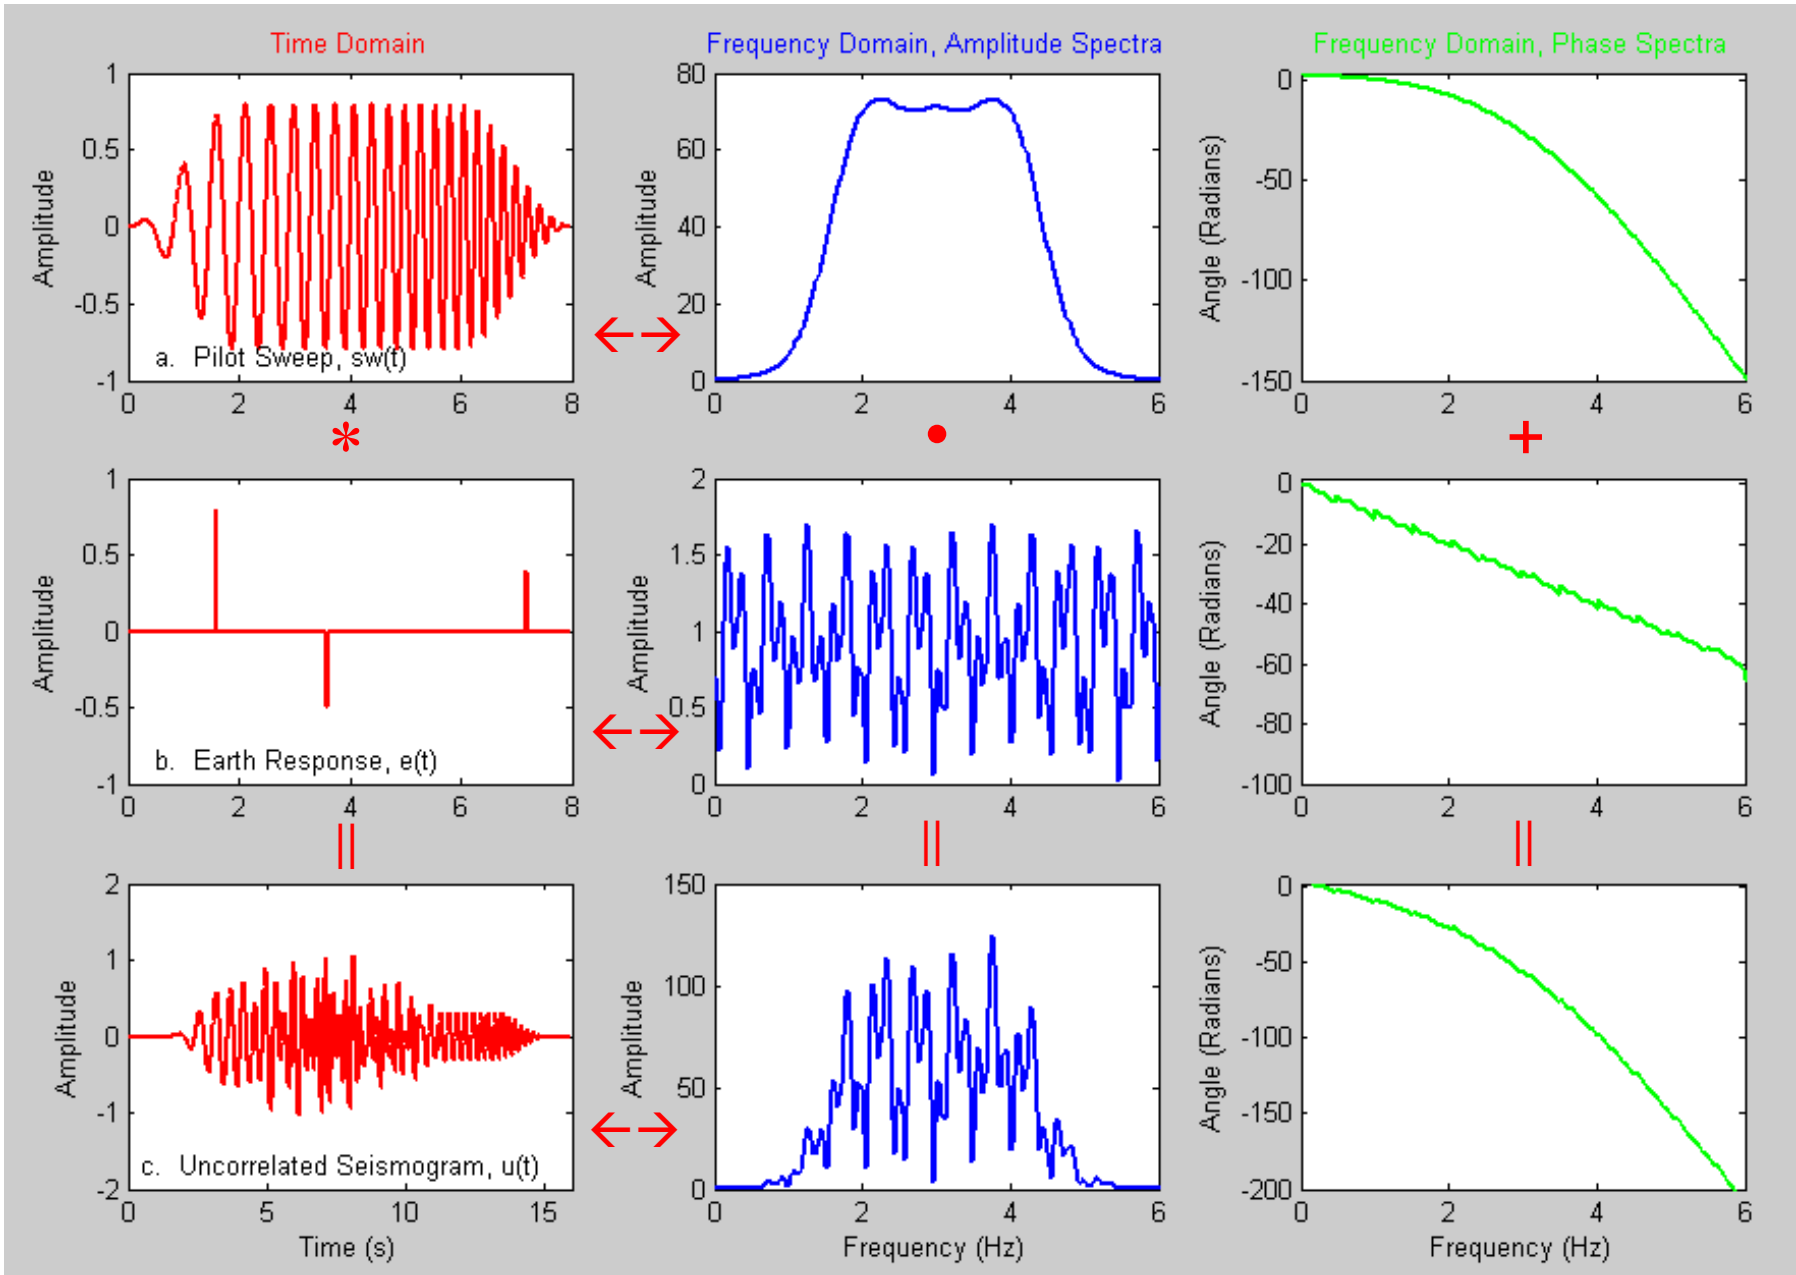 Time Domain
Frequency Domain, Amplitude Spectra
Frequency Domain, Phase Spectra
1
0.5
0
-0.5
-1
Amplitude
a. Pilot Sweep, sw(t)
0 2 4 6 8
80
60
40
20
0
Amplitude
0 2 4 6
0
-50
-100
-150
Angle (Radians)
0 2 4 6
*
•
+
1
0.5
0
-0.5
-1
Amplitude
b. Earth Response, e(t)
0 2 4 6 8
2
1.5
1
0.5
0
Amplitude
0 2 4 6
0
-20
-40
-60
-80
-100
Angle (Radians)
0 2 4 6
||
||
||
2
1
0
-1
-2
Amplitude
c. Uncorrelated Seismogram, u(t)
0 5 10 15
Time (s)
150
100
50
0
Amplitude
0 2 4 6
Frequency (Hz)
0
-50
-100
-150
-200
Angle (Radians)
0 2 4 6
Frequency (Hz)